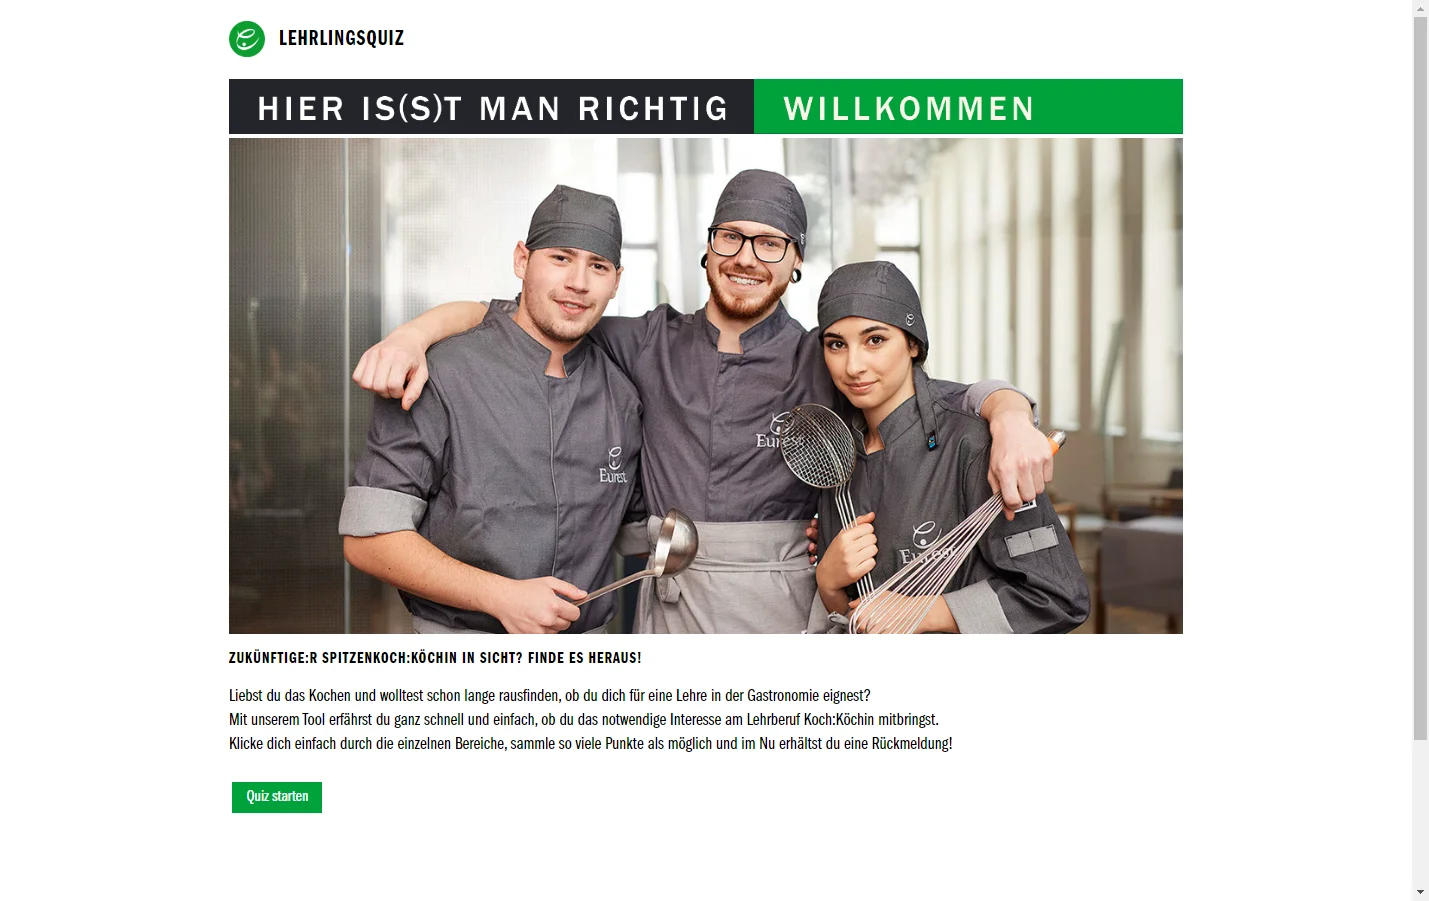 LEHRLINGSQUIZ
HIER IS(S)T MAN RICHTIG WILLKOMMEN
Eurest
Eurest
Eurest
ZUKÜNFTIGE:R SPITZENKOCH:KÖCHIN IN SICHT? FINDE ES HERAUS!
Liebst du das Kochen und wolltest schon lange rausfinden, ob du dich für eine Lehre in der Gastronomie eignest?
Mit unserem Tool erfährst du ganz schnell und einfach, ob du das notwendige Interesse am Lehrberuf Koch:Köchin mitbringst.
Klicke dich einfach durch die einzelnen Bereiche, sammle so viele Punkte als möglich und im Nu erhältst du eine Rückmeldung!
Quiz starten